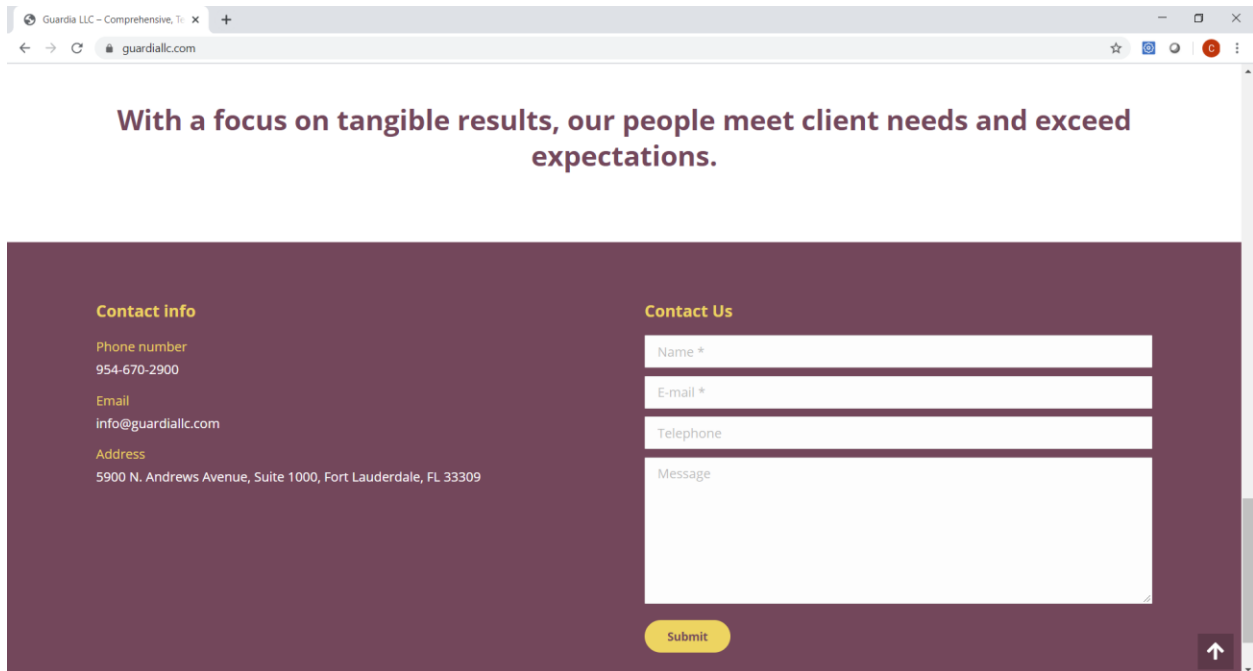 Guardia LLC – Comprehensive, Te
guardiallc.com
C
With a focus on tangible results, our people meet client needs and exceed
expectations.
Contact info
Phone number
954-670-2900
Email
info@guardiallc.com
Address
5900 N. Andrews Avenue, Suite 1000, Fort Lauderdale, FL 33309
Contact Us
Name *
E-mail *
Telephone
Message
Submit